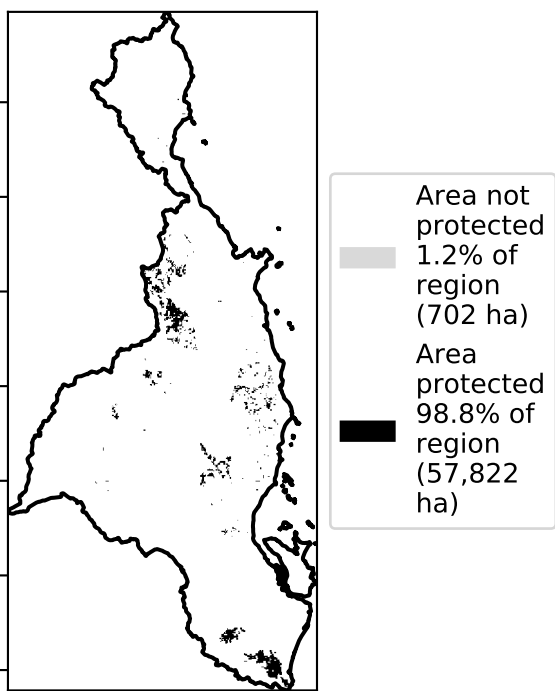 Area not
protected
1.2% of
region
(702 ha)
Area
protected
98.8% of
region
(57,822
ha)